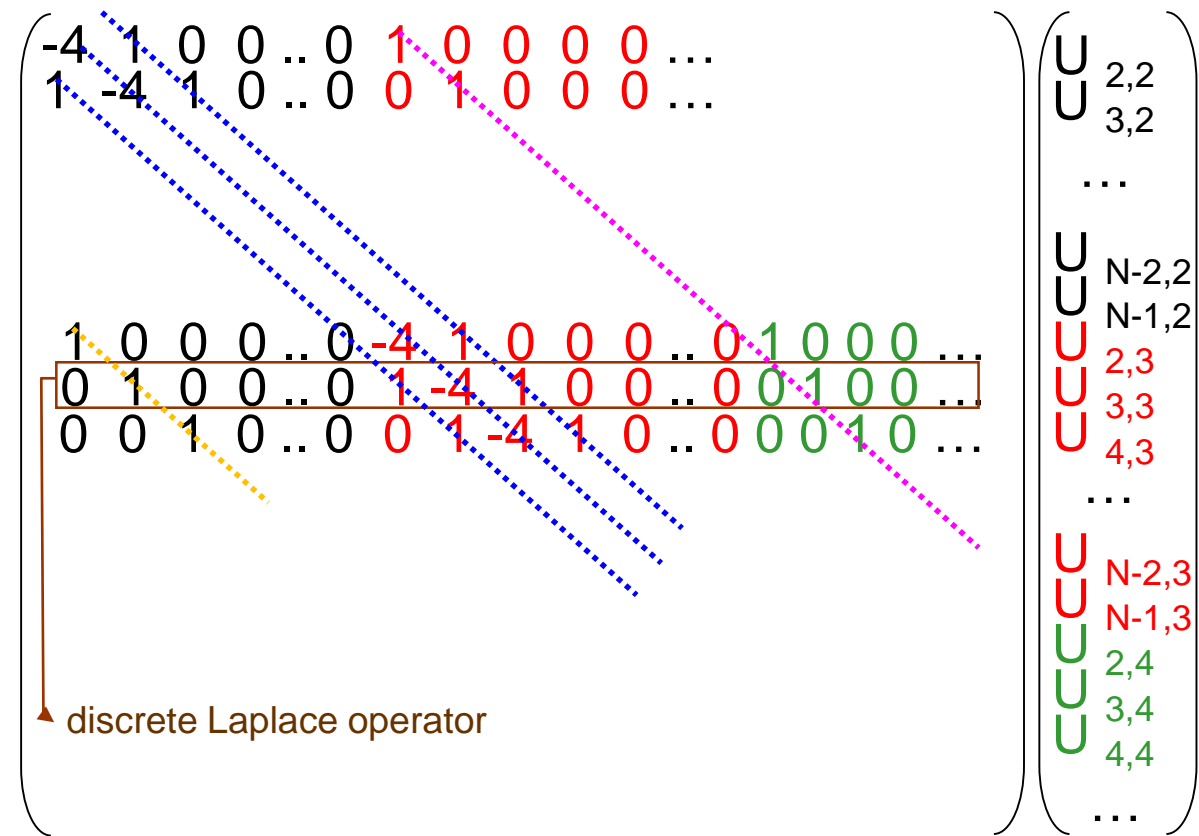 -4 1 0 0 .. 0 1 0 0 0 0 ...
1 -4 1 0 .. 0 0 1 0 0 0 ...
1 0 0 0 .. 0 -4 1 0 0 0 .. 0 1 0 0 0 ...
0 1 0 0 .. 0 1 -4 1 0 0 .. 0 0 1 0 0 ...
0 0 1 0 .. 0 0 1 -4 1 0 .. 0 0 0 1 0 ...
discrete Laplace operator
U 2,2
U 3,2
...
U N-2,2
U N-1,2
U 2,3
U 3,3
U 4,3
...
U N-2,3
U N-1,3
U 2,4
U 3,4
U 4,4
...